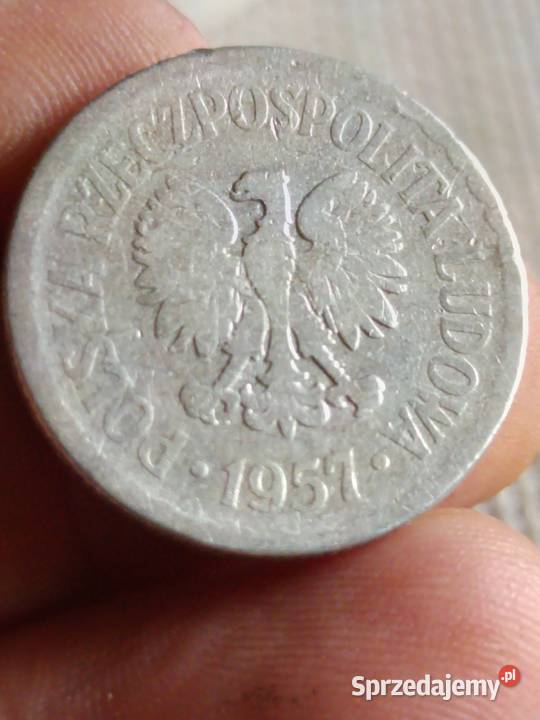 POLSKA RZECZPOSPOLITA LUDOWA
• 1957 •
Sprzedajemy.pl